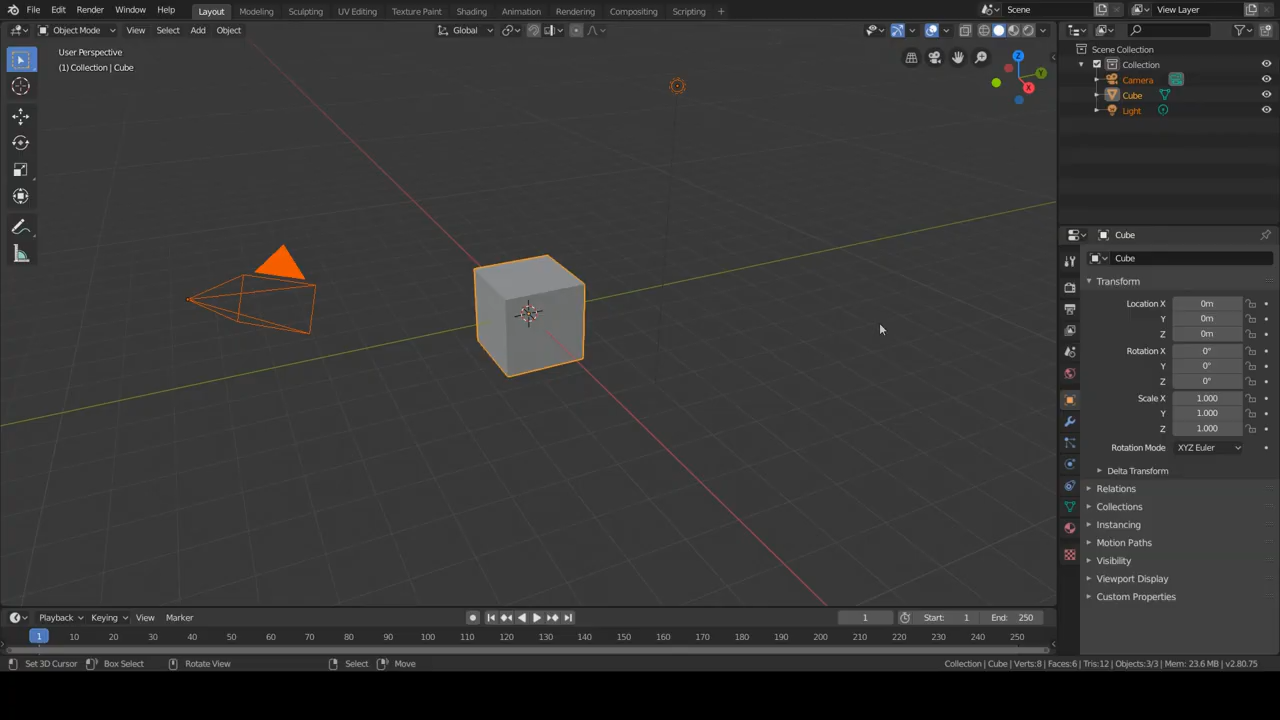 File Edit Render Window Help Layout Modeling Sculpting UV Editing Texture Paint Shading Animation Rendering Compositing Scripting + Scene View Layer
Object Mode View Select Add Object Global
User Perspective
(1) Collection | Cube
Z
Y
X
Scene Collection
Collection
Camera
Cube
Light
Cube
Cube
Transform
Location X 0m
Y 0m
Z 0m
Rotation X 0°
Y 0°
Z 0°
Scale X 1.000
Y 1.000
Z 1.000
Rotation Mode XYZ Euler
Delta Transform
Relations
Collections
Instancing
Motion Paths
Visibility
Viewport Display
Custom Properties
Playback Keying View Marker 1 Start: 1 End: 250
1 10 20 30 40 50 60 70 80 90 100 110 120 130 140 150 160 170 180 190 200 210 220 230 240 250
Set 3D Cursor Box Select Rotate View Select Move Collection | Cube | Verts:8 | Faces:6 | Tris:12 | Objects:3/3 | Mem: 23.6 MB | v2.80.75